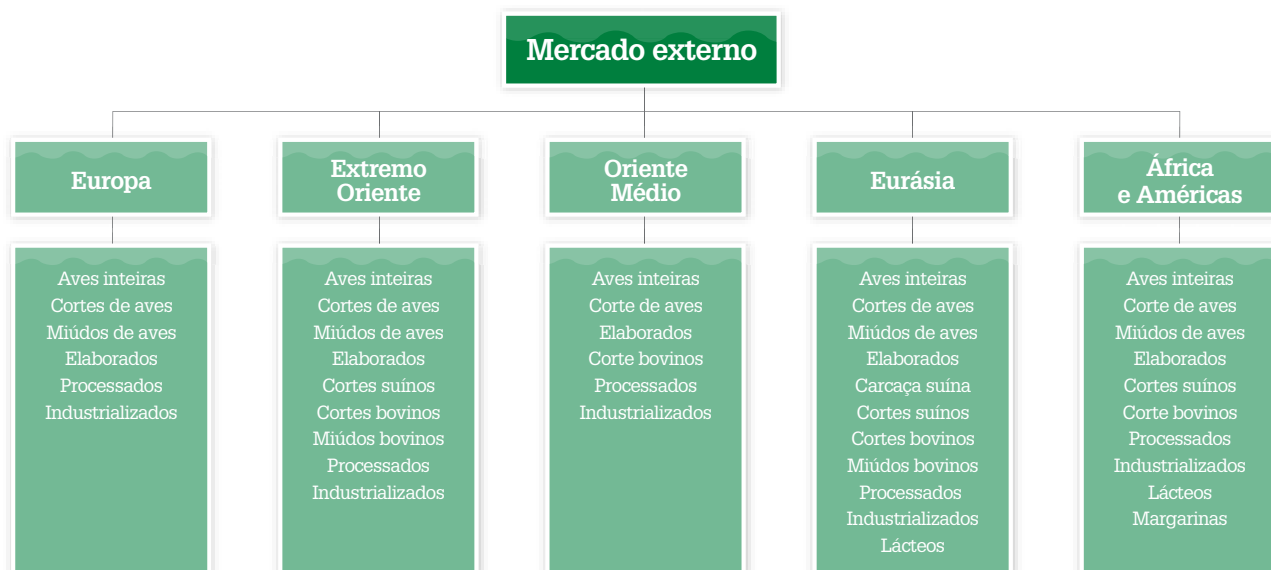 Mercado externo
Europa
Aves inteiras
Cortes de aves
Miúdos de aves
Elaborados
Processados
Industrializados
Extremo
Oriente
Aves inteiras
Cortes de aves
Miúdos de aves
Elaborados
Cortes suínos
Cortes bovinos
Miúdos bovinos
Processados
Industrializados
Oriente
Médio
Aves inteiras
Corte de aves
Elaborados
Corte bovinos
Processados
Industrializados
Eurásia
Aves inteiras
Cortes de aves
Miúdos de aves
Elaborados
Carcaça suína
Cortes suínos
Cortes bovinos
Miúdos bovinos
Processados
Industrializados
Lácteos
África
e Américas
Aves inteiras
Corte de aves
Miúdos de aves
Elaborados
Cortes suínos
Corte bovinos
Processados
Industrializados
Lácteos
Margarinas